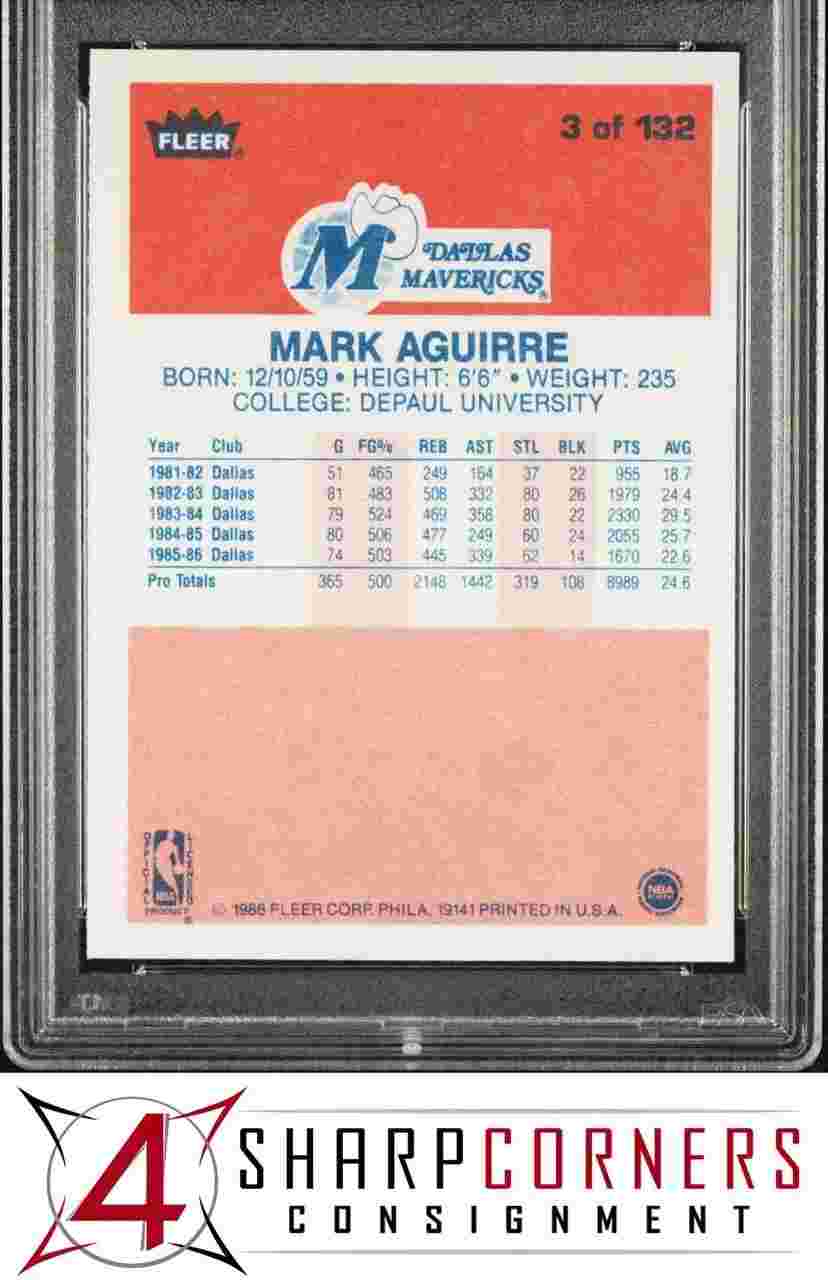 FLEER®
3 of 132
M DALLAS
MAVERICKS®
MARK AGUIRRE
BORN: 12/10/59 • HEIGHT: 6'6" • WEIGHT: 235
COLLEGE: DEPAUL UNIVERSITY
Year Club G FG% REB AST STL BLK PTS AVG
1981-82 Dallas 51 465 249 164 37 22 955 18.7
1982-83 Dallas 81 483 508 332 80 26 1979 24.4
1983-84 Dallas 79 524 469 358 80 22 2330 29.5
1984-85 Dallas 80 506 477 249 60 24 2055 25.7
1985-86 Dallas 74 503 445 339 62 14 1670 22.6
Pro Totals 365 500 2148 1442 319 108 8989 24.6
OFFICIAL LICENSED
NBA
PRODUCT ®
© 1986 FLEER CORP. PHILA. 19141 PRINTED IN U.S.A.
NBA
PSA
4 SHARPCORNERS
CONSIGNMENT